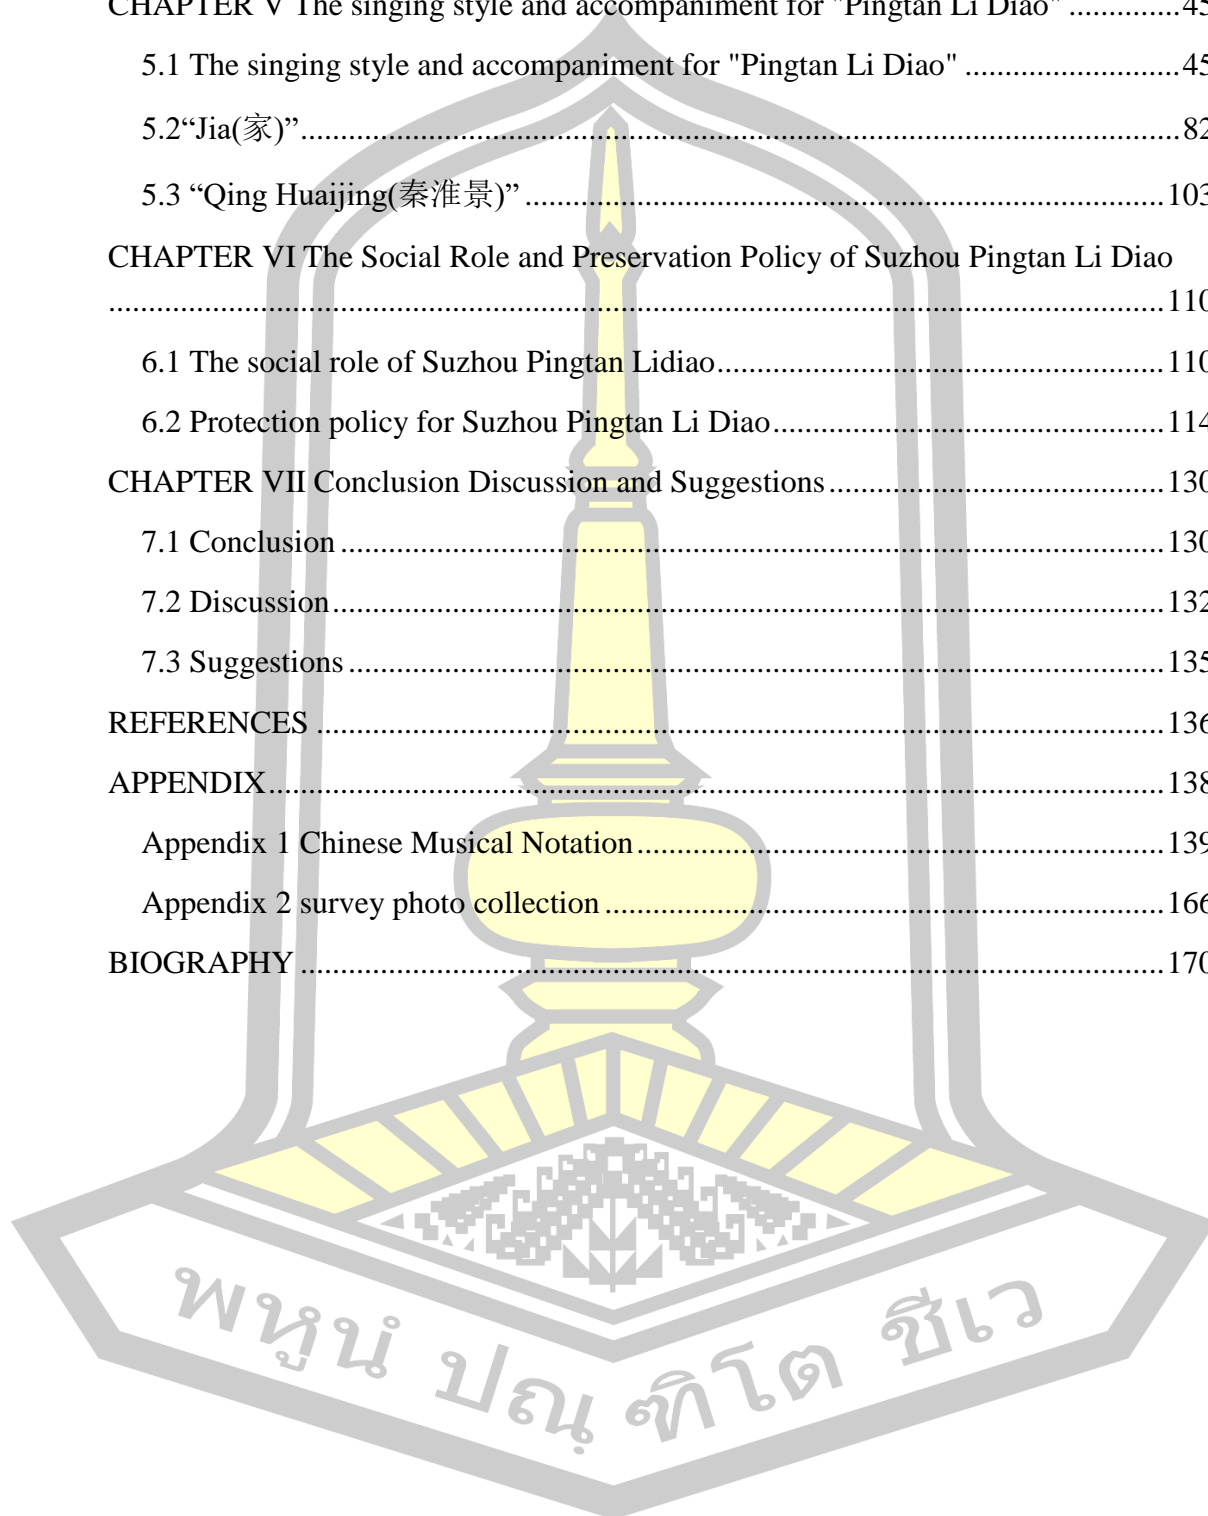 CHAPTER V The singing style and accompaniment for "Pingtan Li Diao" ..............45
5.1 The singing style and accompaniment for "Pingtan Li Diao" ...........................45
5.2“Jia(家)”..............................................................................................................82
5.3 “Qing Huaijing(秦淮景)” ..................................................................................103
CHAPTER VI The Social Role and Preservation Policy of Suzhou Pingtan Li Diao
....................................................................................................................................110
6.1 The social role of Suzhou Pingtan Lidiao.........................................................110
6.2 Protection policy for Suzhou Pingtan Li Diao..................................................114
CHAPTER VII Conclusion Discussion and Suggestions..........................................130
7.1 Conclusion ........................................................................................................130
7.2 Discussion.........................................................................................................132
7.3 Suggestions .......................................................................................................135
REFERENCES ..........................................................................................................136
APPENDIX.................................................................................................................138
Appendix 1 Chinese Musical Notation...................................................................139
Appendix 2 survey photo collection .......................................................................166
BIOGRAPHY .............................................................................................................170
พหูนํ ปณฺฑิโต ชีเว